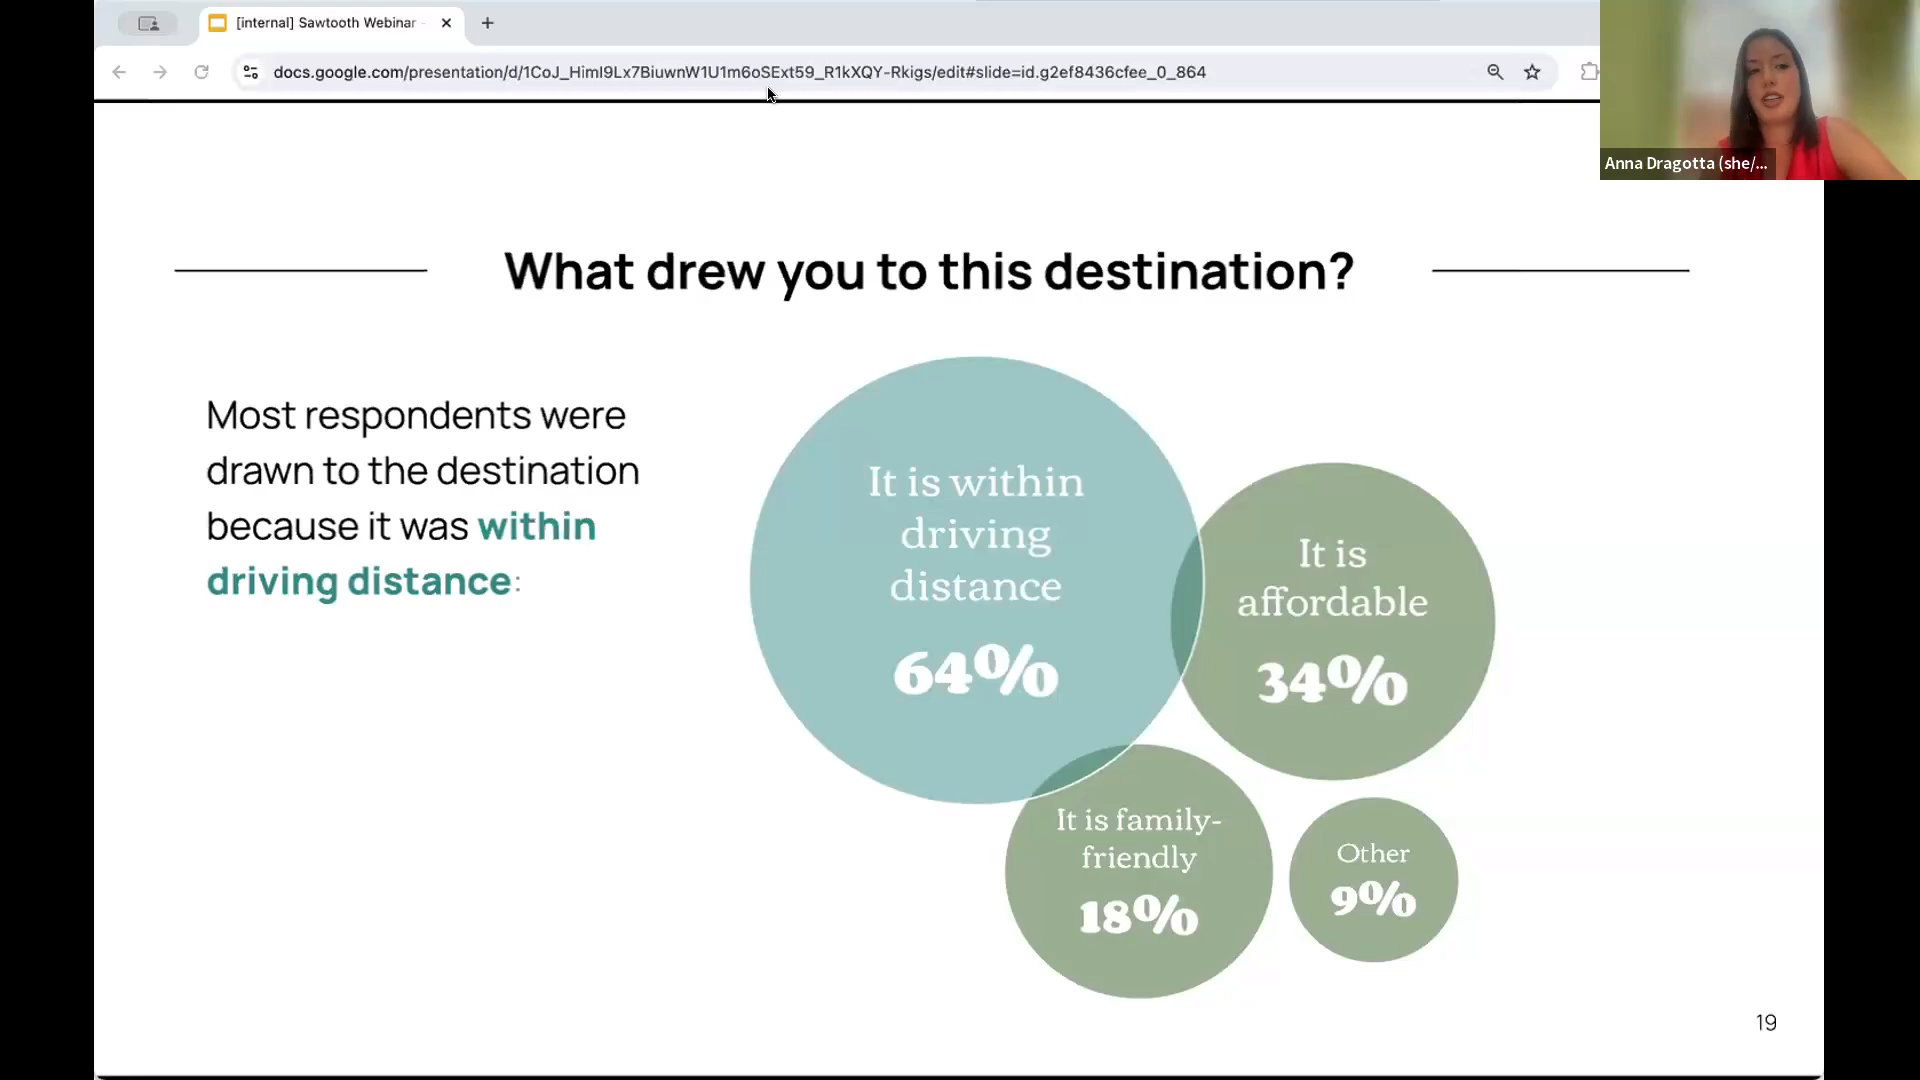 [internal] Sawtooth Webinar
docs.google.com/presentation/d/1CoJ_HimI9Lx7BiuwnW1U1m6oSExt59_R1kXQY-Rkigs/edit#slide=id.g2ef8436cfee_0_864
Anna Dragotta (she/...
What drew you to this destination?
Most respondents were
drawn to the destination
because it was within
driving distance:
It is within
driving
distance
64%
It is
affordable
34%
It is family-
friendly
18%
Other
9%
19